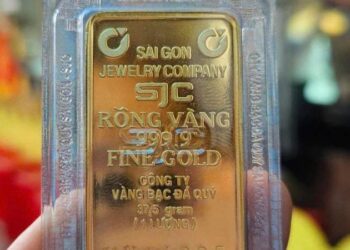 SAI GON
JEWELRY COMPANY
SJC
RỒNG VÀNG
999.9
FINE GOLD
CÔNG TY
VÀNG BẠC ĐÁ QUÝ
37,5 gram
(1 LƯỢNG)